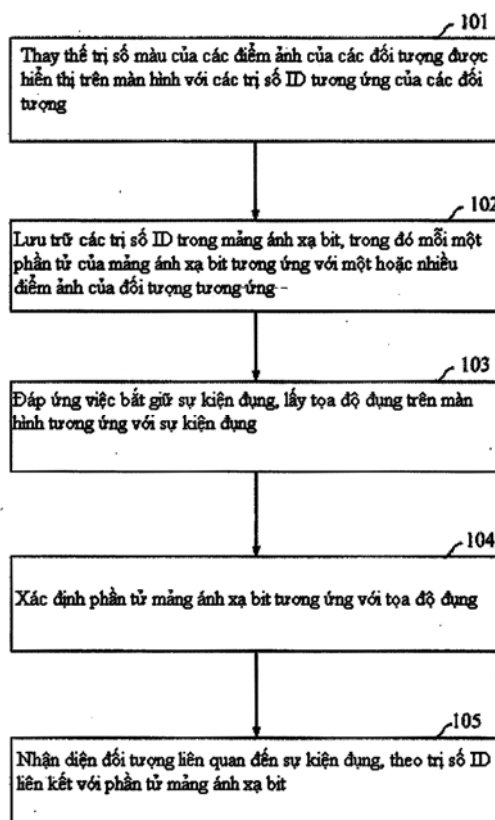 101
Thay thế trị số màu của các điểm ảnh của các đối tượng được
hiển thị trên màn hình với các trị số ID tương ứng của các đối
tượng
102
Lưu trữ các trị số ID trong mảng ánh xạ bit, trong đó mỗi một
phần tử của mảng ánh xạ bit tương ứng với một hoặc nhiều
điểm ảnh của đối tượng tương ứng
103
Đáp ứng việc bắt giữ sự kiện đụng, lấy tọa độ đụng trên màn
hình tương ứng với sự kiện đụng
104
Xác định phần tử mảng ánh xạ bit tương ứng với tọa độ đụng
105
Nhận diện đối tượng liên quan đến sự kiện đụng, theo trị số ID
liên kết với phần tử mảng ánh xạ bit